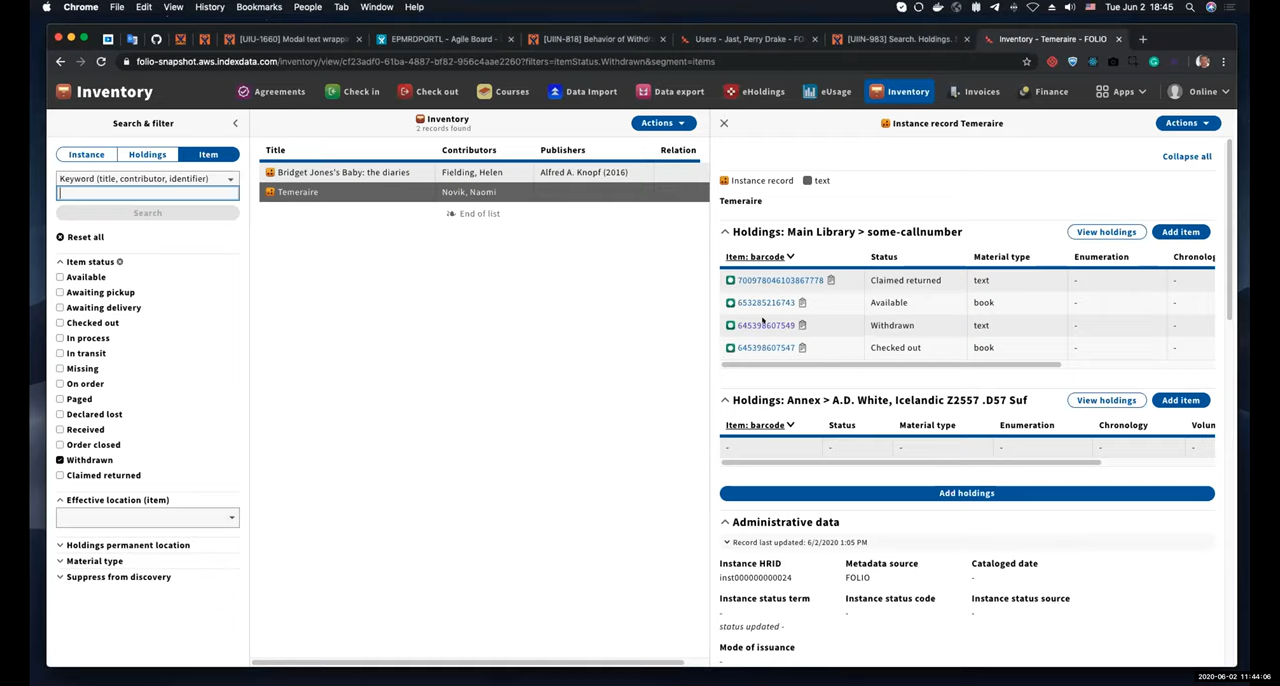 Chrome File Edit View History Bookmarks People Tab Window Help Tue Jun 2 18:45
[UIU-1660] Modal text wrappi × EPMRDPORTL - Agile Board - × [UIIN-818] Behavior of Withdr × Users - Jast, Perry Drake - FO × [UIIN-983] Search. Holdings. × Inventory - Temeraire - FOLIO × +
folio-snapshot.aws.indexdata.com/inventory/view/cf23adf0-61ba-4887-bf82-956c4aae2260?filters=itemStatus.Withdrawn&segment=items
Inventory Agreements Check in Check out Courses Data Import Data export eHoldings eUsage Inventory Invoices Finance Apps Online
Search & filter
Instance Holdings Item
Keyword (title, contributor, identifier)
Search
Reset all
Item status
Available
Awaiting pickup
Awaiting delivery
Checked out
In process
In transit
Missing
On order
Paged
Declared lost
Received
Order closed
Withdrawn
Claimed returned
Effective location (item)
Holdings permanent location
Material type
Suppress from discovery
Inventory
2 records found
Actions
Title Contributors Publishers Relation
Bridget Jones's Baby: the diaries Fielding, Helen Alfred A. Knopf (2016)
Temeraire Novik, Naomi
End of list
Instance record Temeraire
Actions
Collapse all
Instance record text
Temeraire
Holdings: Main Library > some-callnumber View holdings Add item
Item: barcode Status Material type Enumeration Chronolog
700978046103867778 Claimed returned text - -
653285216743 Available book - -
645398607549 Withdrawn text - -
645398607547 Checked out book - -
Holdings: Annex > A.D. White, Icelandic Z2557 .D57 Suf View holdings Add item
Item: barcode Status Material type Enumeration Chronology Volun
- - - - - -
Add holdings
Administrative data
Record last updated: 6/2/2020 1:05 PM
Instance HRID Metadata source Cataloged date
inst000000000024 FOLIO -
Instance status term Instance status code Instance status source
- - -
status updated -
Mode of issuance
-
2020-06-02 11:44:06